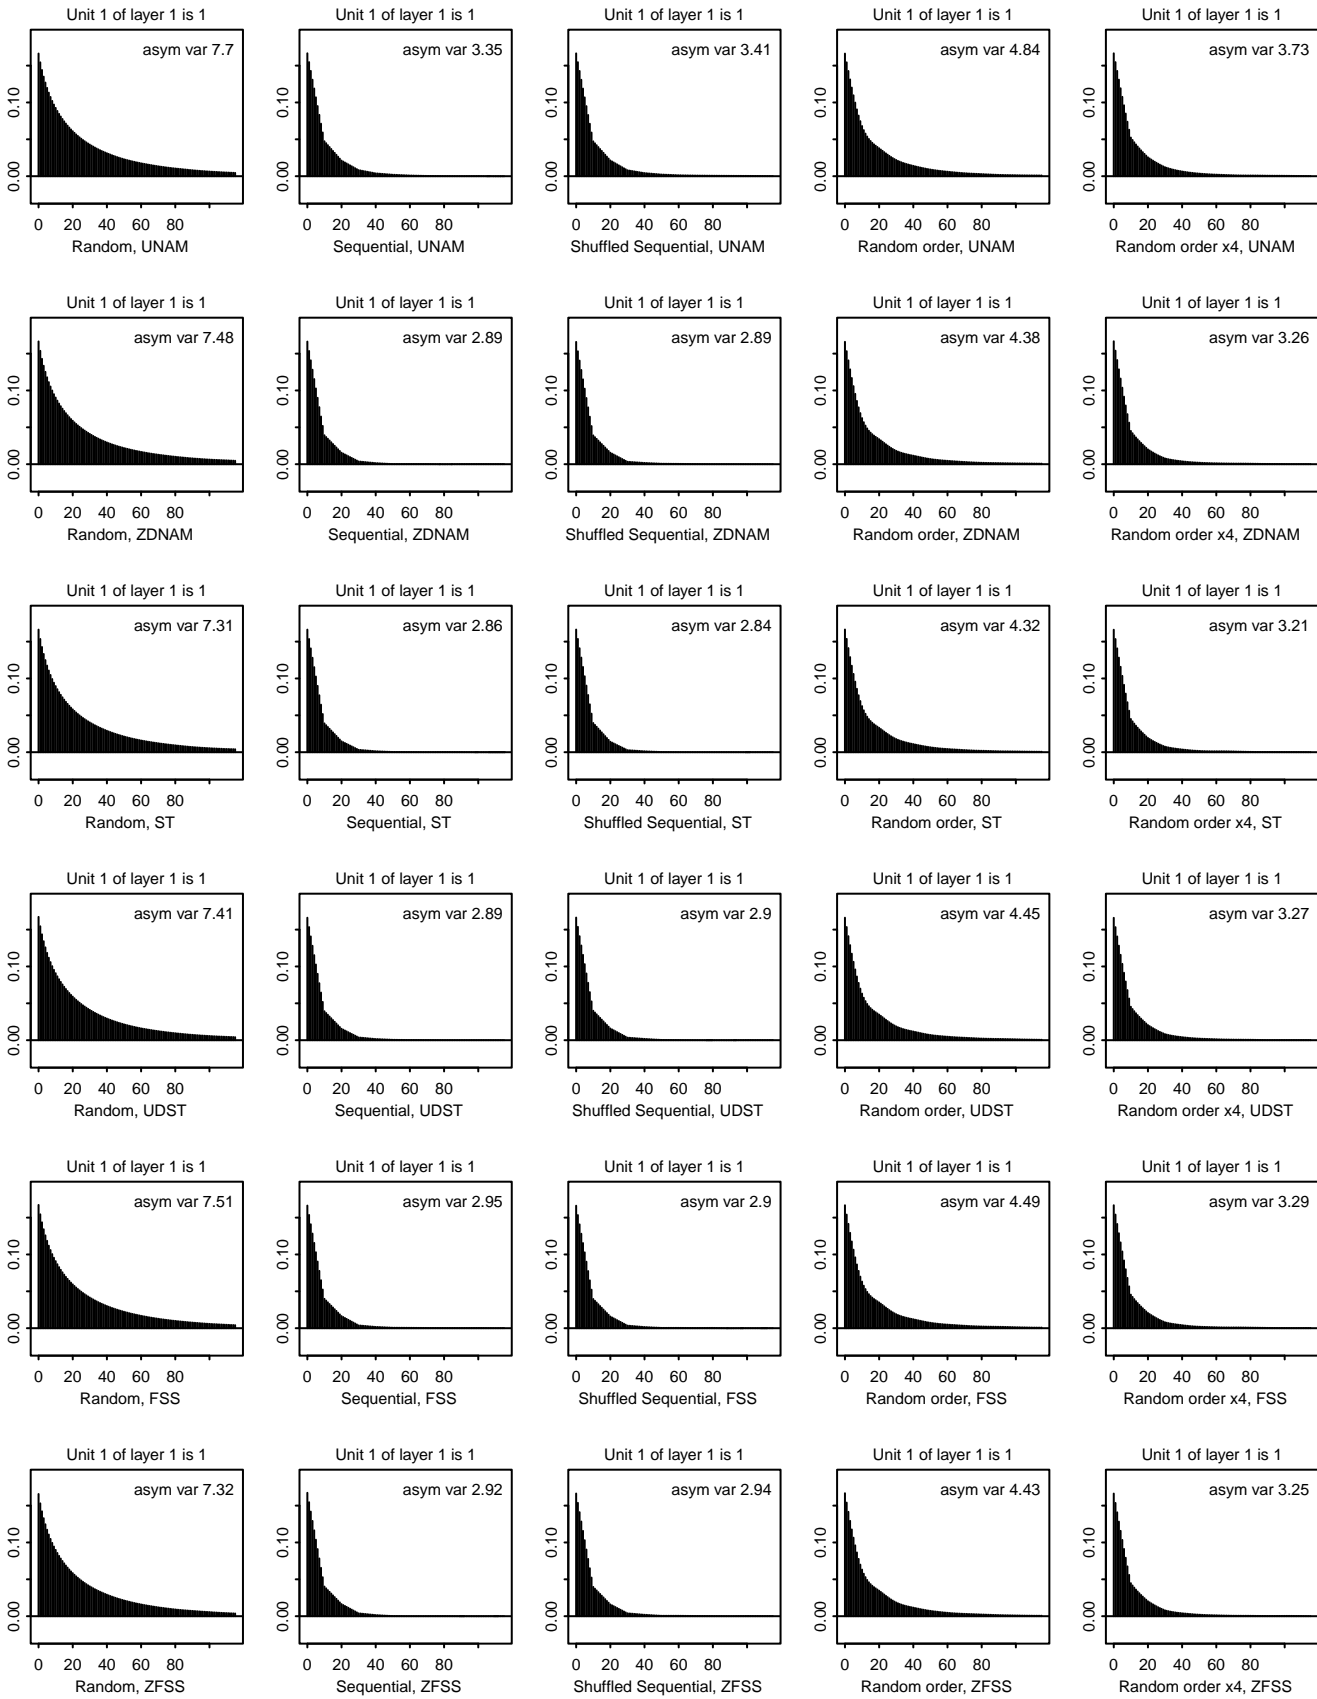 Unit 1 of layer 1 is 1 Unit 1 of layer 1 is 1 Unit 1 of layer 1 is 1 Unit 1 of layer 1 is 1 Unit 1 of layer 1 is 1
asym var 7.7 asym var 3.35 asym var 3.41 asym var 4.84 asym var 3.73
0.10 0.10 0.10 0.10 0.10
0.00 0.00 0.00 0.00 0.00
0 20 40 60 80 0 20 40 60 80 0 20 40 60 80 0 20 40 60 80 0 20 40 60 80
Random, UNAM Sequential, UNAM Shuffled Sequential, UNAM Random order, UNAM Random order x4, UNAM
Unit 1 of layer 1 is 1 Unit 1 of layer 1 is 1 Unit 1 of layer 1 is 1 Unit 1 of layer 1 is 1 Unit 1 of layer 1 is 1
asym var 7.48 asym var 2.89 asym var 2.89 asym var 4.38 asym var 3.26
0.10 0.10 0.10 0.10 0.10
0.00 0.00 0.00 0.00 0.00
0 20 40 60 80 0 20 40 60 80 0 20 40 60 80 0 20 40 60 80 0 20 40 60 80
Random, ZDNAM Sequential, ZDNAM Shuffled Sequential, ZDNAM Random order, ZDNAM Random order x4, ZDNAM
Unit 1 of layer 1 is 1 Unit 1 of layer 1 is 1 Unit 1 of layer 1 is 1 Unit 1 of layer 1 is 1 Unit 1 of layer 1 is 1
asym var 7.31 asym var 2.86 asym var 2.84 asym var 4.32 asym var 3.21
0.10 0.10 0.10 0.10 0.10
0.00 0.00 0.00 0.00 0.00
0 20 40 60 80 0 20 40 60 80 0 20 40 60 80 0 20 40 60 80 0 20 40 60 80
Random, ST Sequential, ST Shuffled Sequential, ST Random order, ST Random order x4, ST
Unit 1 of layer 1 is 1 Unit 1 of layer 1 is 1 Unit 1 of layer 1 is 1 Unit 1 of layer 1 is 1 Unit 1 of layer 1 is 1
asym var 7.41 asym var 2.89 asym var 2.9 asym var 4.45 asym var 3.27
0.10 0.10 0.10 0.10 0.10
0.00 0.00 0.00 0.00 0.00
0 20 40 60 80 0 20 40 60 80 0 20 40 60 80 0 20 40 60 80 0 20 40 60 80
Random, UDST Sequential, UDST Shuffled Sequential, UDST Random order, UDST Random order x4, UDST
Unit 1 of layer 1 is 1 Unit 1 of layer 1 is 1 Unit 1 of layer 1 is 1 Unit 1 of layer 1 is 1 Unit 1 of layer 1 is 1
asym var 7.51 asym var 2.95 asym var 2.9 asym var 4.49 asym var 3.29
0.10 0.10 0.10 0.10 0.10
0.00 0.00 0.00 0.00 0.00
0 20 40 60 80 0 20 40 60 80 0 20 40 60 80 0 20 40 60 80 0 20 40 60 80
Random, FSS Sequential, FSS Shuffled Sequential, FSS Random order, FSS Random order x4, FSS
Unit 1 of layer 1 is 1 Unit 1 of layer 1 is 1 Unit 1 of layer 1 is 1 Unit 1 of layer 1 is 1 Unit 1 of layer 1 is 1
asym var 7.32 asym var 2.92 asym var 2.94 asym var 4.43 asym var 3.25
0.10 0.10 0.10 0.10 0.10
0.00 0.00 0.00 0.00 0.00
0 20 40 60 80 0 20 40 60 80 0 20 40 60 80 0 20 40 60 80 0 20 40 60 80
Random, ZFSS Sequential, ZFSS Shuffled Sequential, ZFSS Random order, ZFSS Random order x4, ZFSS